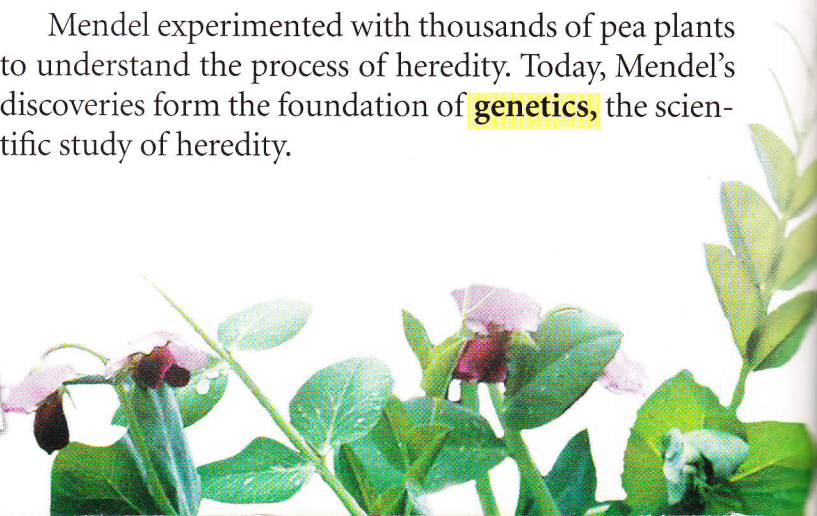 Mendel experimented with thousands of pea plants
to understand the process of heredity. Today, Mendel’s
discoveries form the foundation of genetics, the scien-
tific study of heredity.